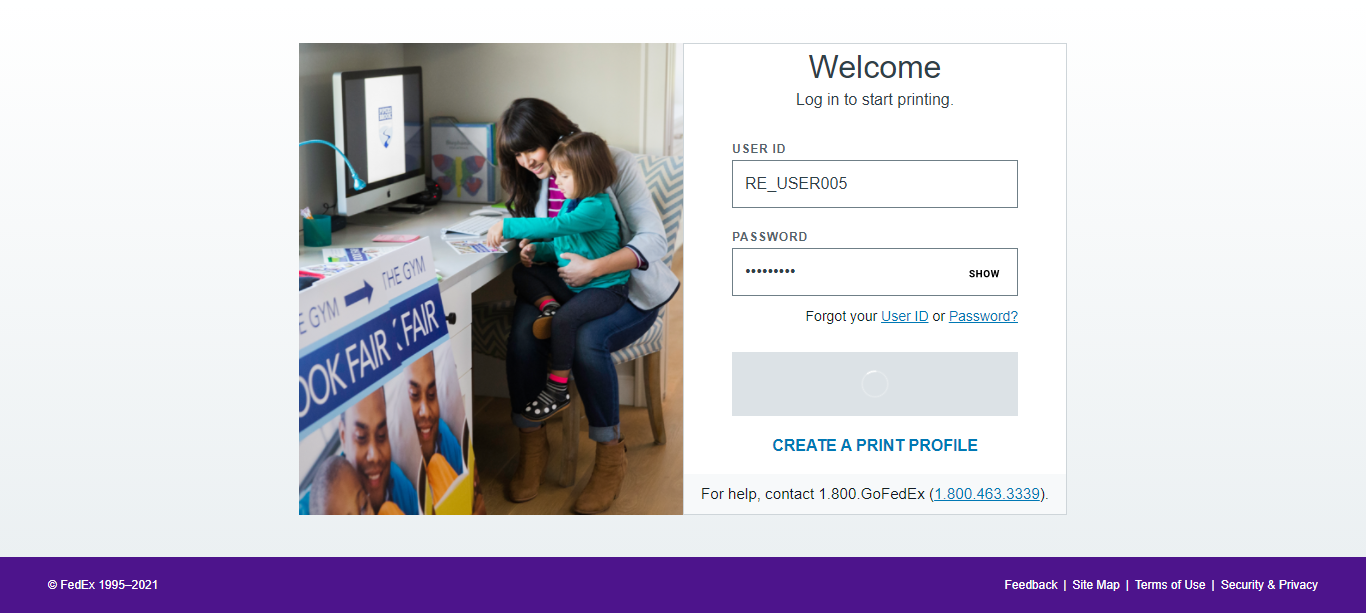 Welcome
Log in to start printing.
USER ID
RE_USER005
PASSWORD
•••••••••
SHOW
Forgot your User ID or Password?
CREATE A PRINT PROFILE
For help, contact 1.800.GoFedEx (1.800.463.3339).
THE GYM
THE GYM
OOK FAIR
FAIR
© FedEx 1995–2021
Feedback | Site Map | Terms of Use | Security & Privacy